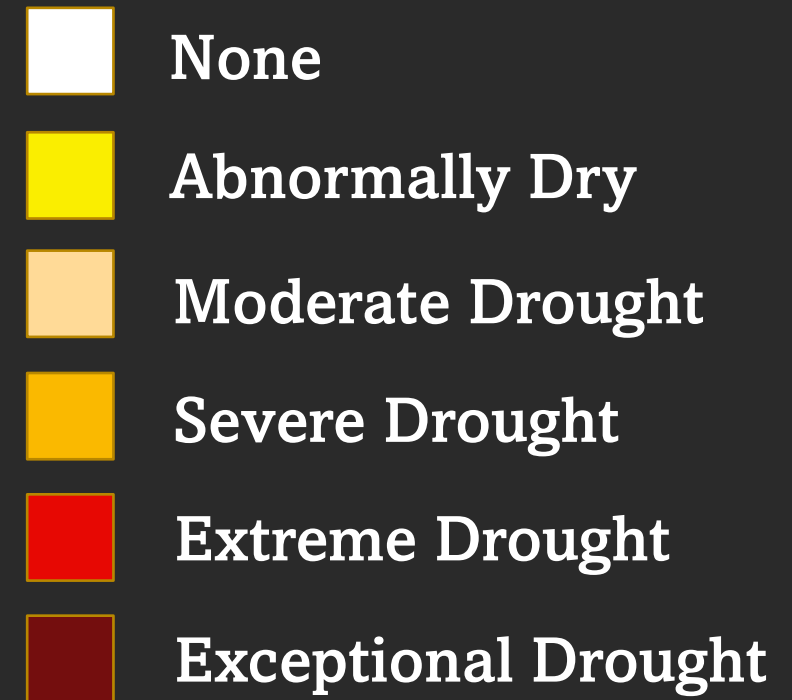 None
Abnormally Dry
Moderate Drought
Severe Drought
Extreme Drought
Exceptional Drought